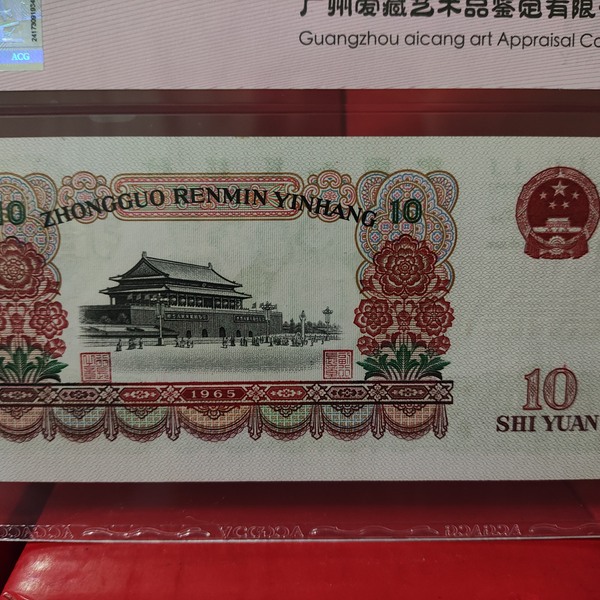 广州爱藏艺术品鉴定有限
Guangzhou aicang art Appraisal Co
ACG
10 ZHONGGUO RENMIN YINHANG 10
1965
10
SHI YUAN